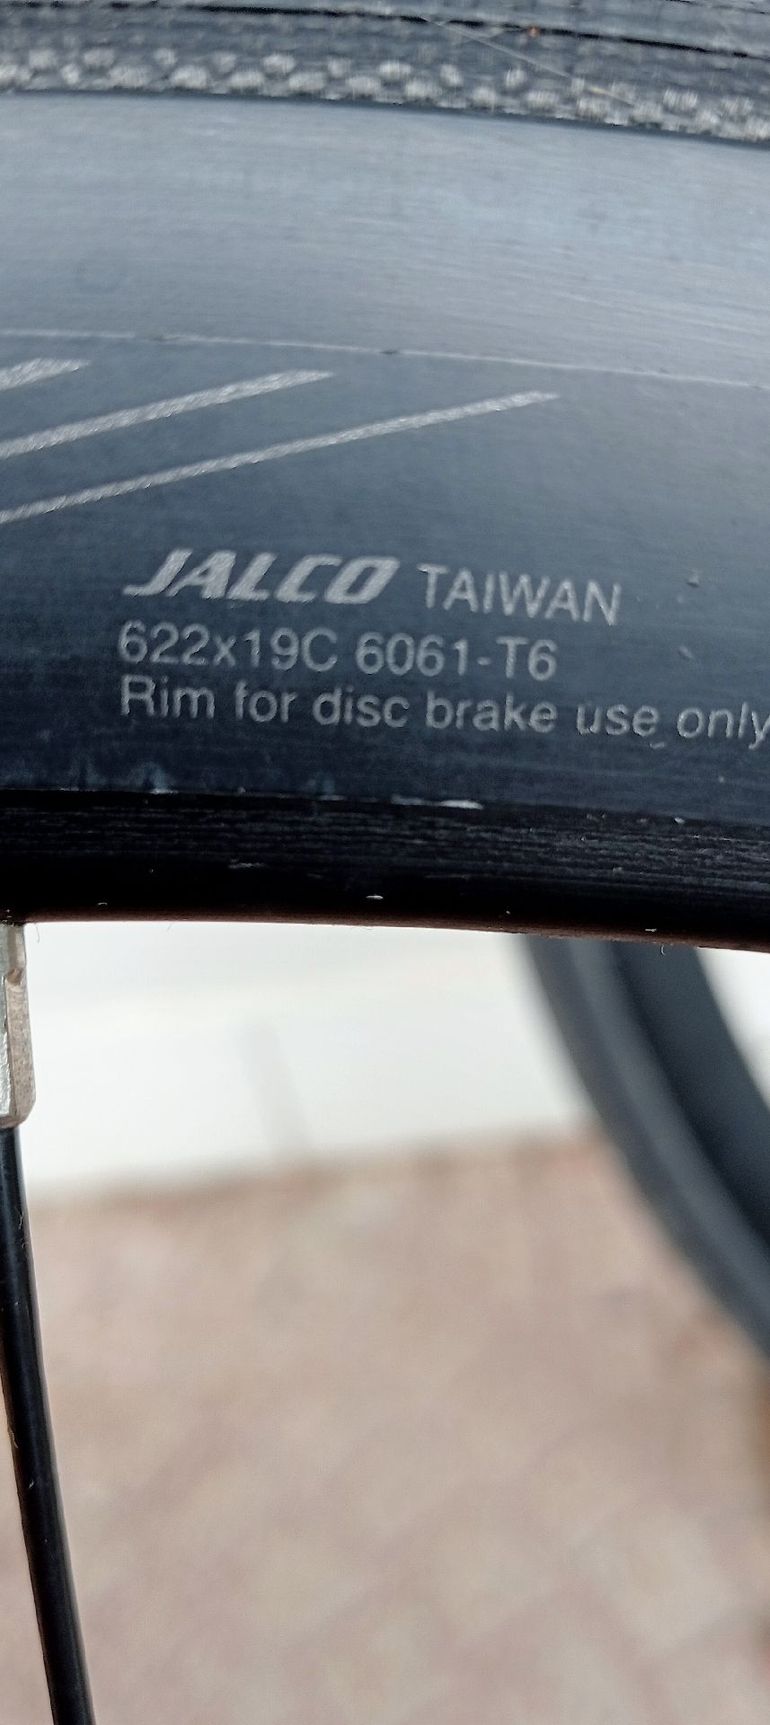 JALCO TAIWAN
622x19C 6061-T6
Rim for disc brake use only